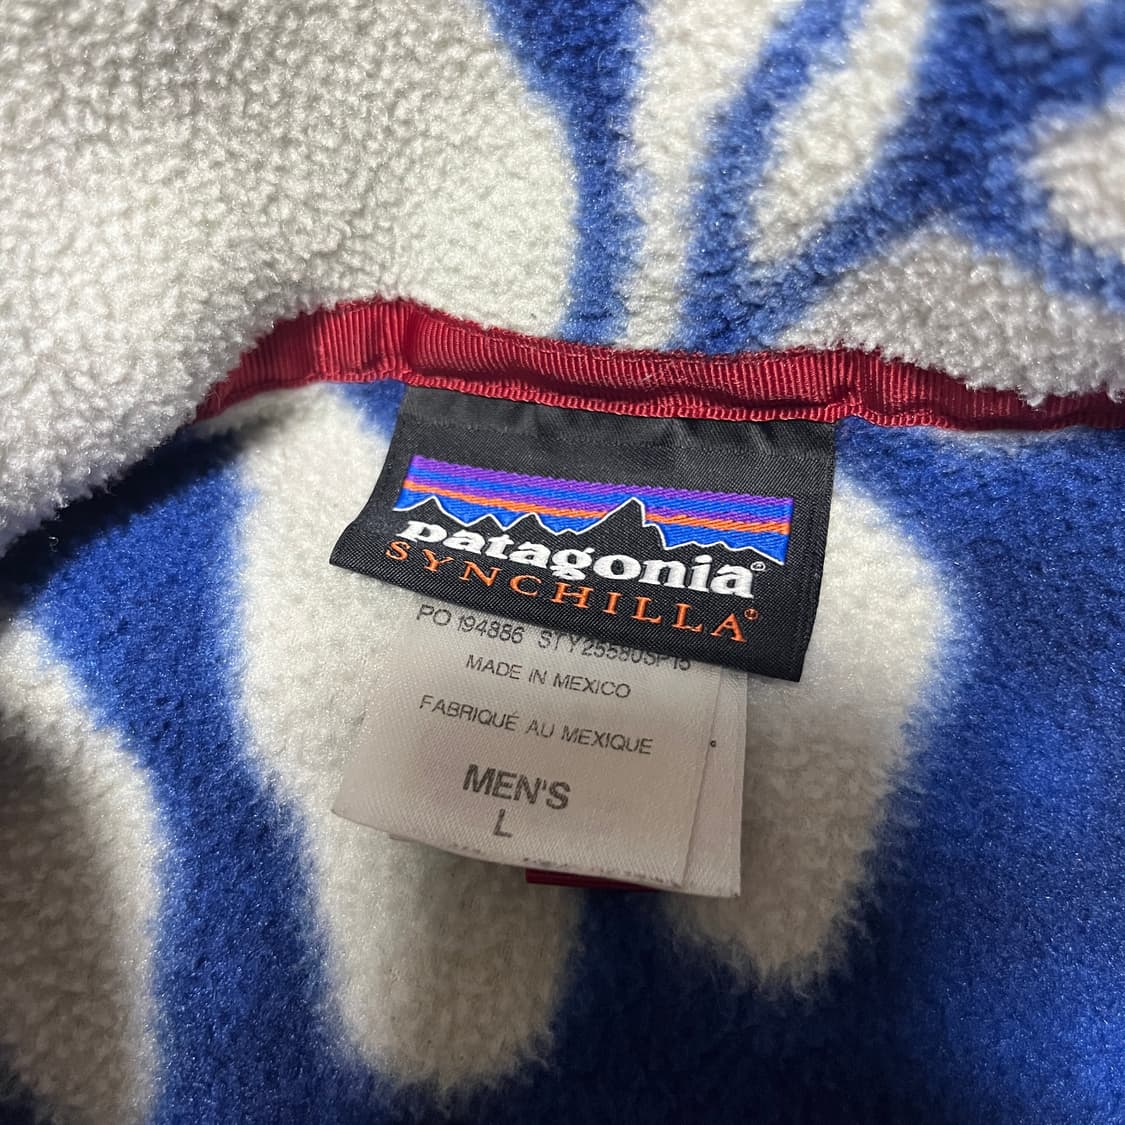 patagonia®
SYNCHILLA®
PO 194886 STY25580SP15
MADE IN MEXICO
FABRIQUÉ AU MEXIQUE
MEN'S
L